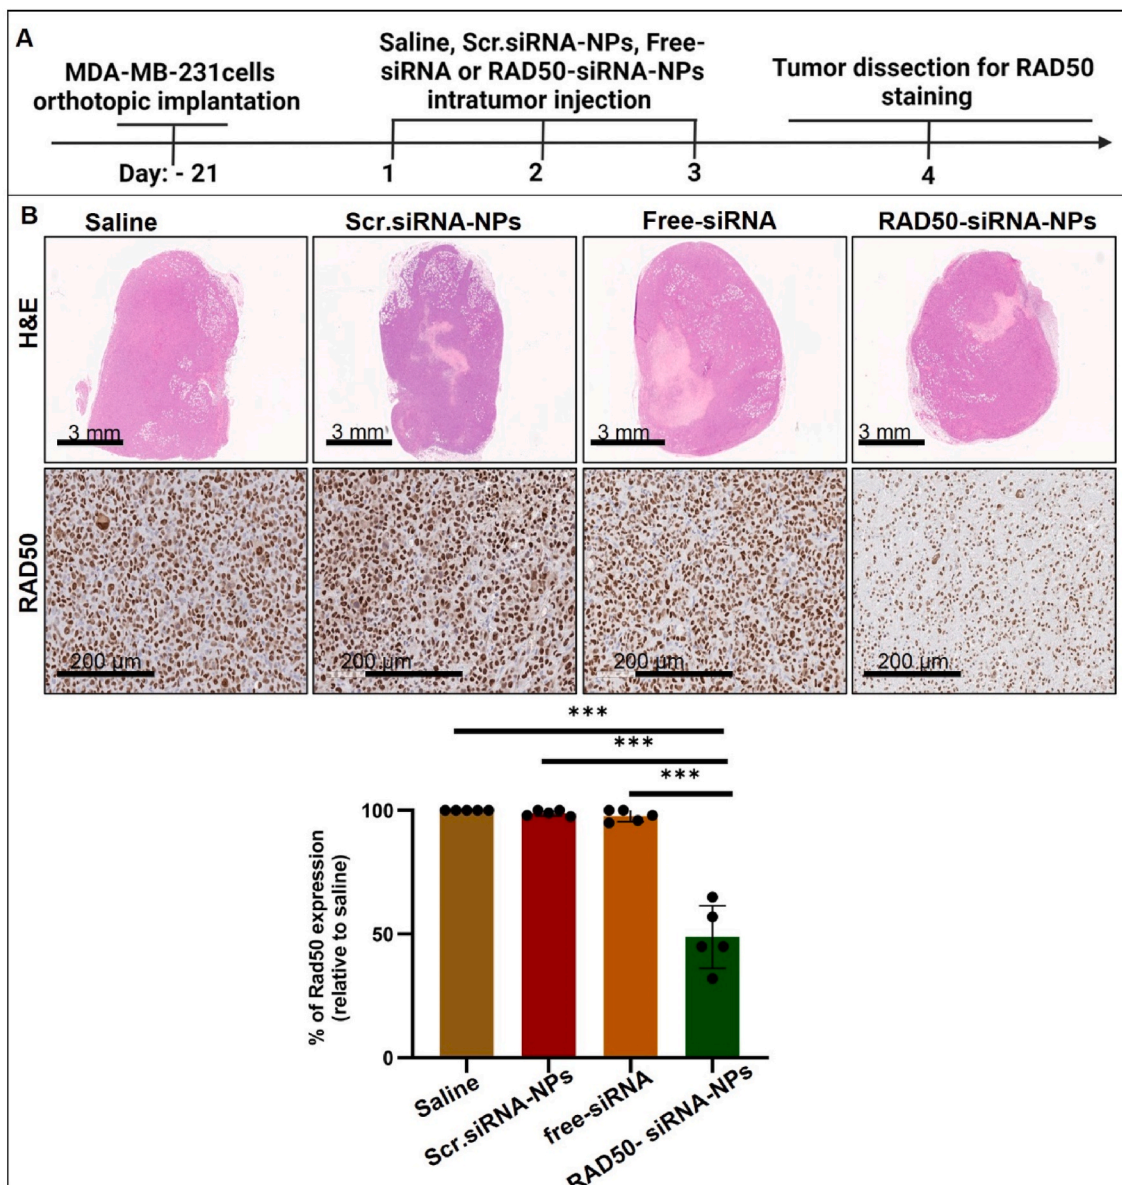 A
MDA-MB-231cells
orthotopic implantation
Saline, Scr.siRNA-NPs, Free-
siRNA or RAD50-siRNA-NPs
intratumor injection
Tumor dissection for RAD50
staining
Day: - 21
1
2
3
4
B
Saline
Scr.siRNA-NPs
Free-siRNA
RAD50-siRNA-NPs
H&E
3 mm
3 mm
3 mm
3 mm
RAD50
200 µm
200 µm
200 µm
200 µm
***
***
***
% of Rad50 expression
(relative to saline)
100
50
0
Saline
Scr.siRNA-NPs
free-siRNA
RAD50- siRNA-NPs